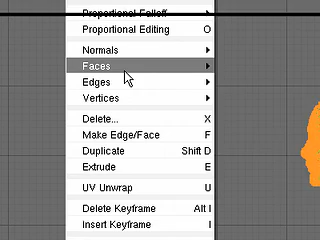 Proportional Falloff
Proportional Editing O
Normals
Faces
Edges
Vertices
Delete... X
Make Edge/Face F
Duplicate Shift D
Extrude E
UV Unwrap U
Delete Keyframe Alt I
Insert Keyframe I